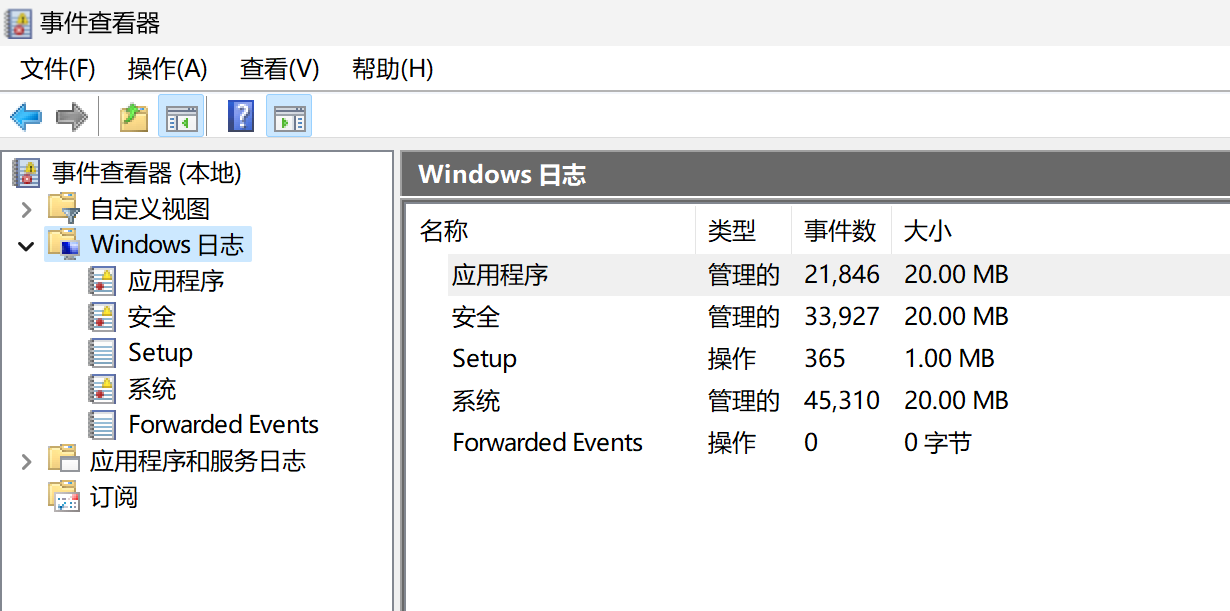 事件查看器
文件(F) 操作(A) 查看(V) 帮助(H)
事件查看器 (本地)
自定义视图
Windows 日志
应用程序
安全
Setup
系统
Forwarded Events
应用程序和服务日志
订阅
Windows 日志
名称 类型 事件数 大小
应用程序 管理的 21,846 20.00 MB
安全 管理的 33,927 20.00 MB
Setup 操作 365 1.00 MB
系统 管理的 45,310 20.00 MB
Forwarded Events 操作 0 0 字节